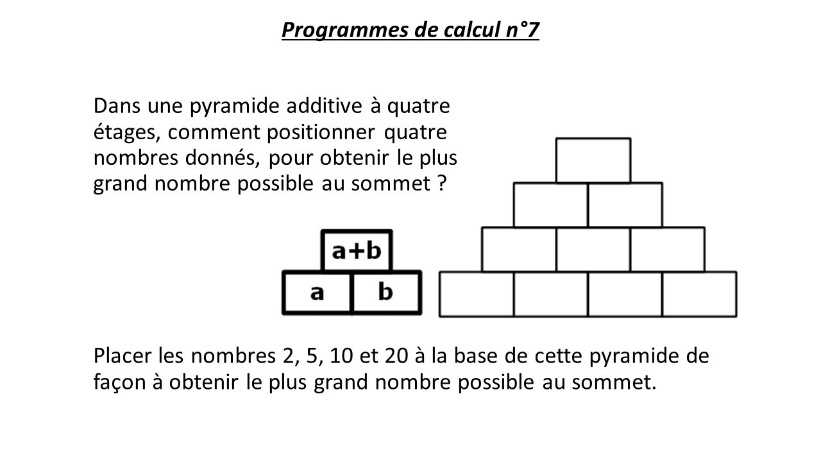 Programmes de calcul n°7
Dans une pyramide additive à quatre
étages, comment positionner quatre
nombres donnés, pour obtenir le plus
grand nombre possible au sommet ?
a+b
a b
Placer les nombres 2, 5, 10 et 20 à la base de cette pyramide de
façon à obtenir le plus grand nombre possible au sommet.